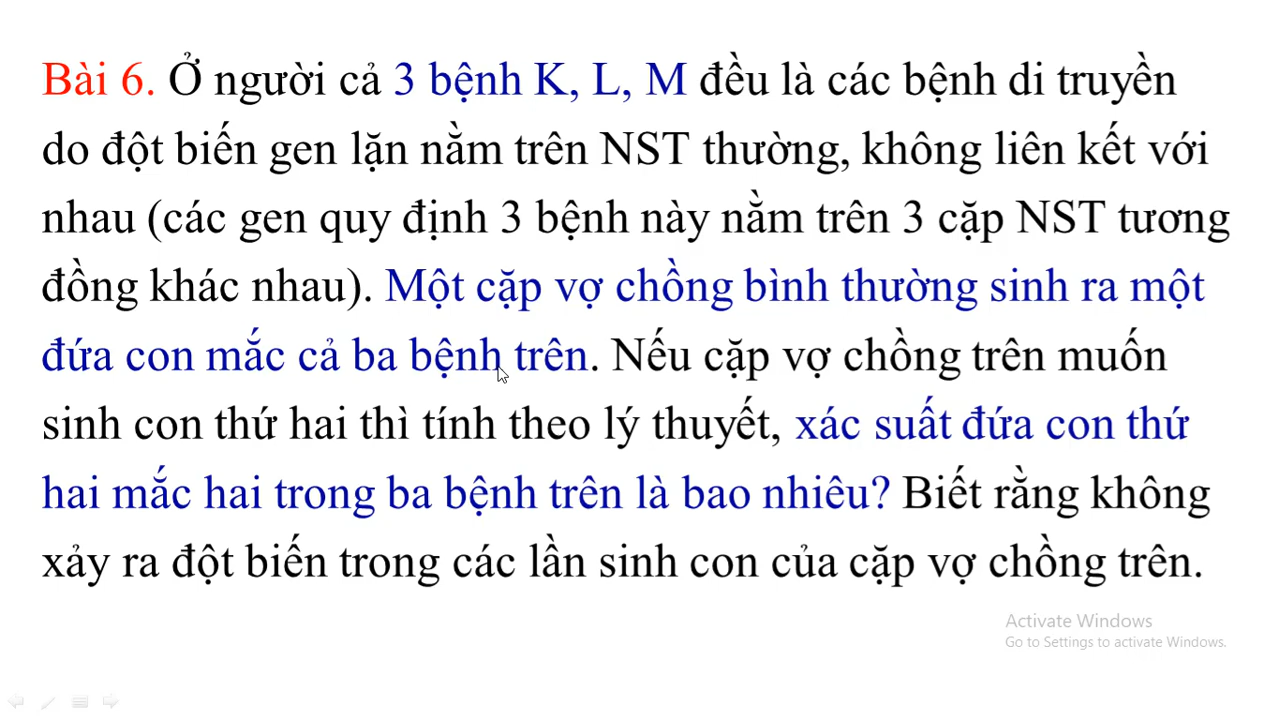 Bài 6. Ở người cả 3 bệnh K, L, M đều là các bệnh di truyền
do đột biến gen lặn nằm trên NST thường, không liên kết với
nhau (các gen quy định 3 bệnh này nằm trên 3 cặp NST tương
đồng khác nhau). Một cặp vợ chồng bình thường sinh ra một
đứa con mắc cả ba bệnh trên. Nếu cặp vợ chồng trên muốn
sinh con thứ hai thì tính theo lý thuyết, xác suất đứa con thứ
hai mắc hai trong ba bệnh trên là bao nhiêu? Biết rằng không
xảy ra đột biến trong các lần sinh con của cặp vợ chồng trên.
Activate Windows
Go to Settings to activate Windows.